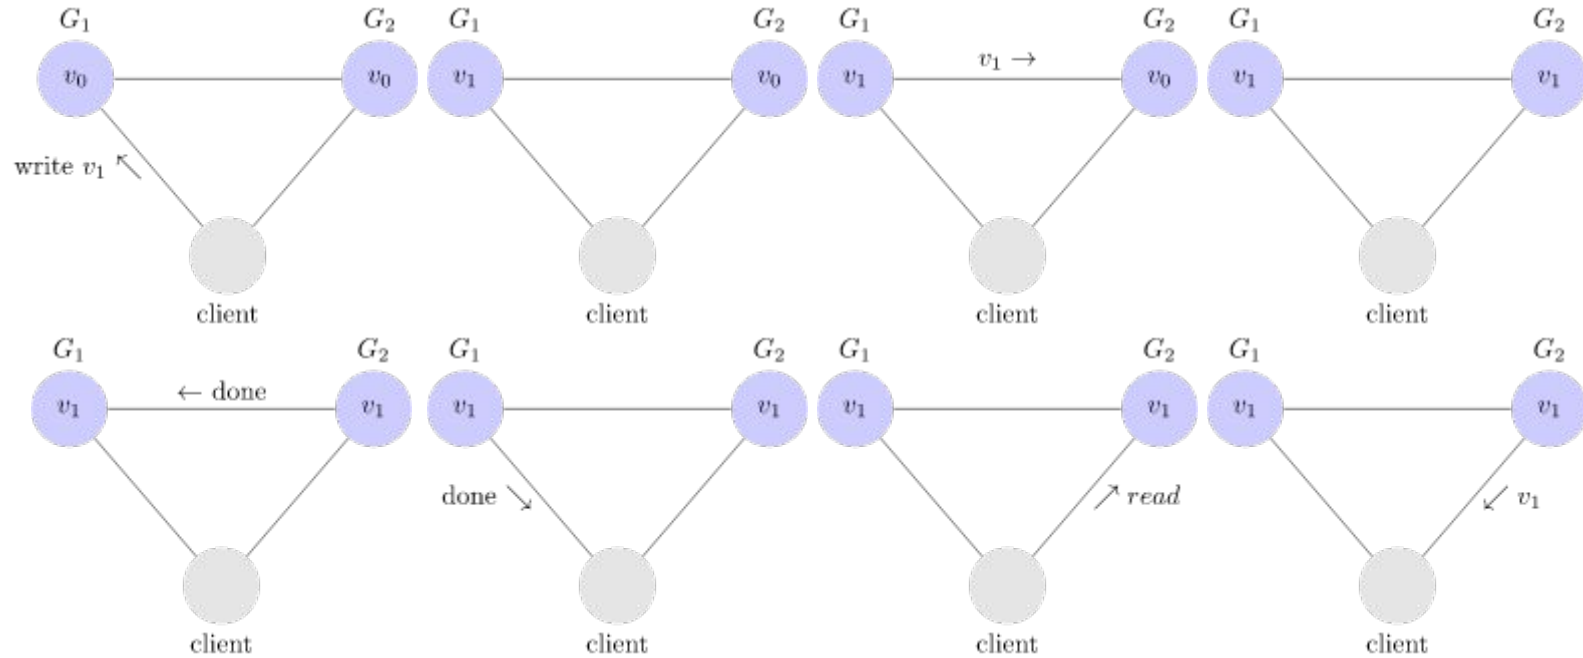 G₁ G₂ G₁ G₂ G₁ G₂ G₁ G₂
v₁ →
v₀ v₀ v₁ v₀ v₁ v₀ v₁ v₁
write v₁ ↖
client client client client
G₁ G₂ G₁ G₂ G₁ G₂ G₁ G₂
← done
v₁ v₁ v₁ v₁ v₁ v₁ v₁ v₁
done ↘ ↗ read ↙ v₁
client client client client